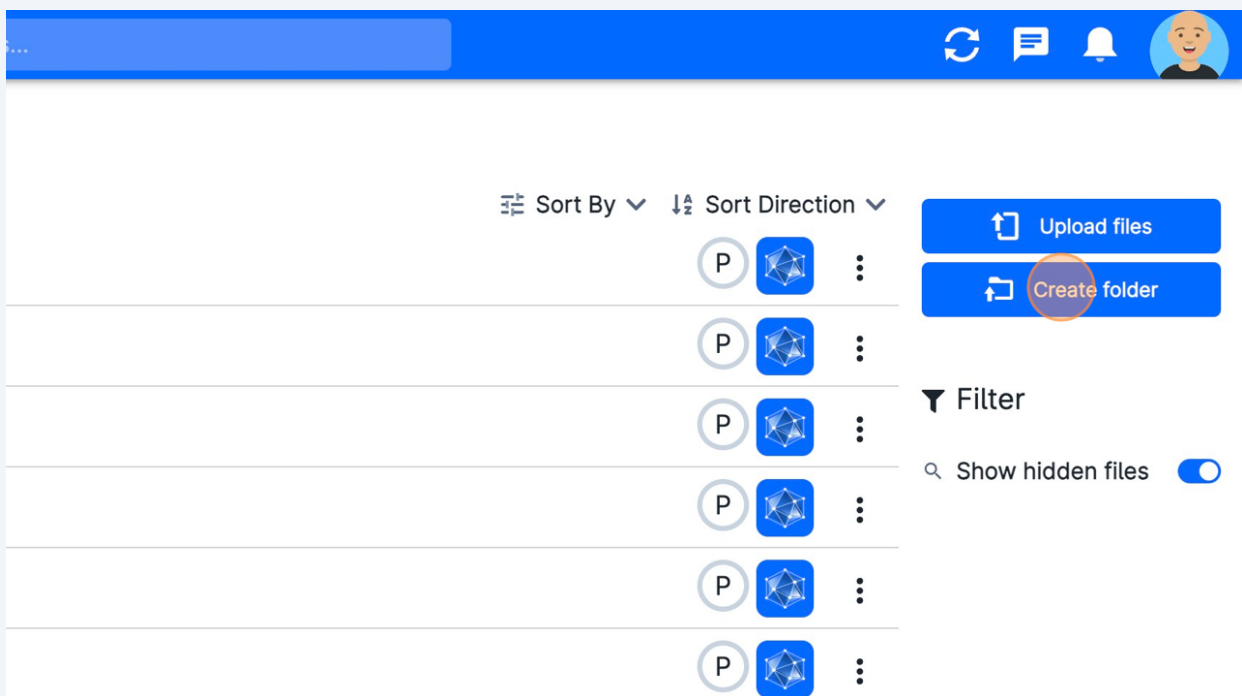 s...
Sort By
Sort Direction
Upload files
P
Create folder
P
Filter
P
Show hidden files
P
P
P